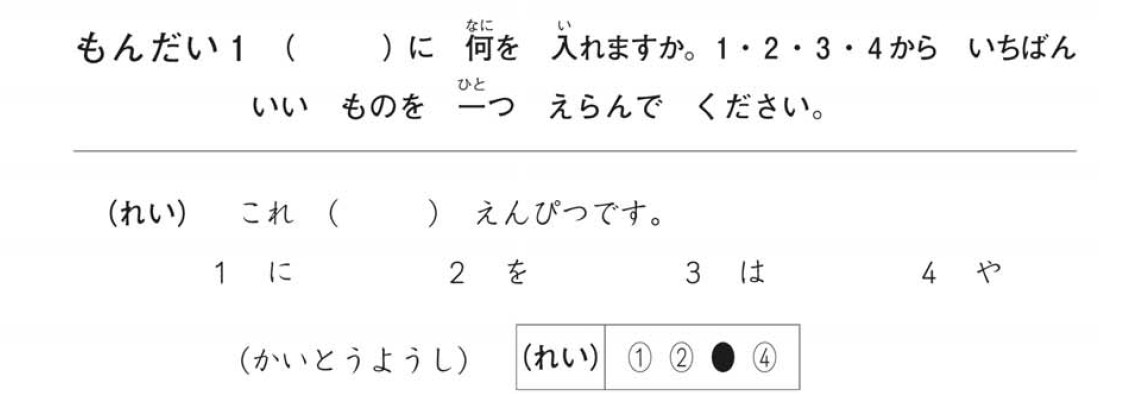 もんだい1 （　　）に 何を 入れますか。1・2・3・4から いちばん
いい ものを 一つ えらんで ください。
(れい) これ （　　） えんぴつです。
1 に 2 を 3 は 4 や
(かいとうようし) (れい) ① ② ● ④